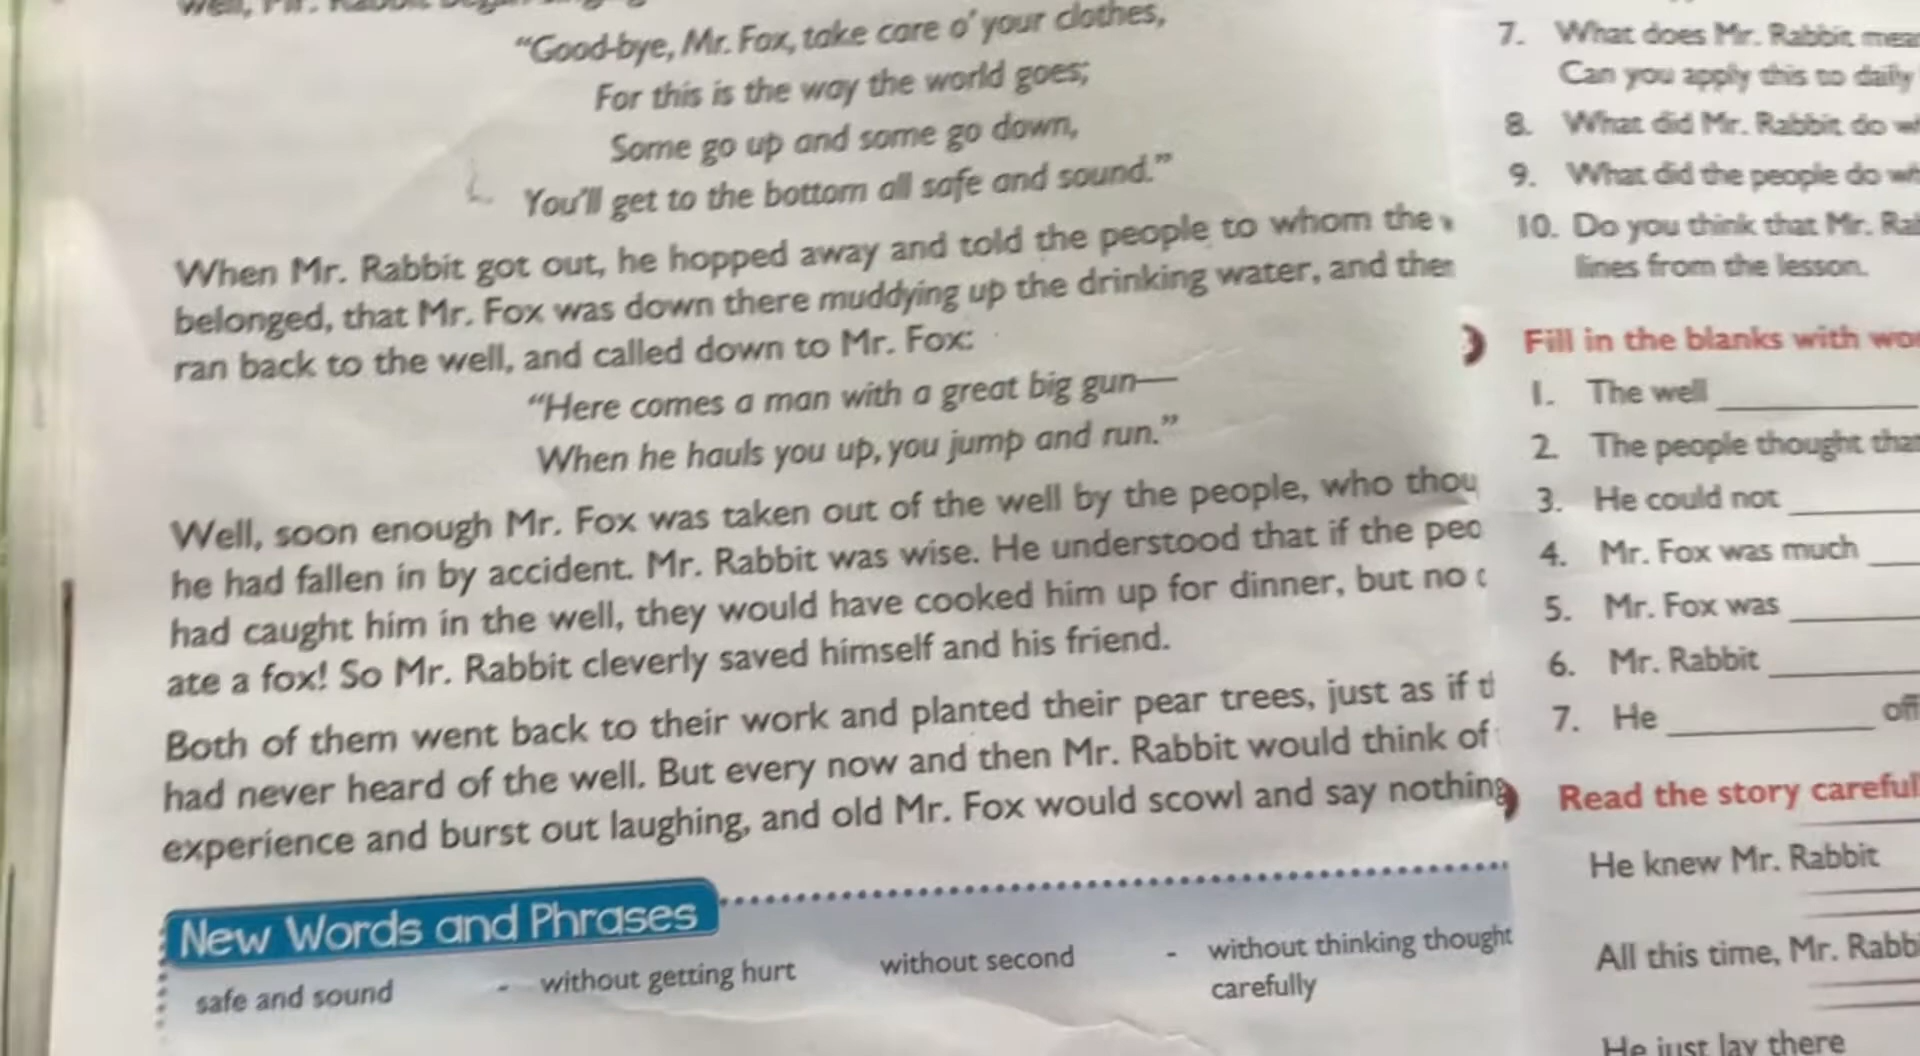 "Good-bye, Mr. Fox, take care o' your clothes,
For this is the way the world goes;
Some go up and some go down,
You'll get to the bottom all safe and sound."
When Mr. Rabbit got out, he hopped away and told the people to whom the
belonged, that Mr. Fox was down there muddying up the drinking water, and
ran back to the well, and called down to Mr. Fox:
"Here comes a man with a great big gun—
When he hauls you up, you jump and run."
Well, soon enough Mr. Fox was taken out of the well by the people, who
he had fallen in by accident. Mr. Rabbit was wise. He understood that if the
had caught him in the well, they would have cooked him up for dinner, but no
ate a fox! So Mr. Rabbit cleverly saved himself and his friend.
Both of them went back to their work and planted their pear trees, just as if
had never heard of the well. But every now and then Mr. Rabbit would think of
experience and burst out laughing, and old Mr. Fox would scowl and say nothing
New Words and Phrases
safe and sound - without getting hurt without second - without thinking thought
carefully
7. What does Mr. Rabbit
Can you apply this to daily
8. What did Mr. Rabbit do
9. What did the people do
10. Do you think that Mr.
lines from the lesson.
Fill in the blanks with
1. The well
2. The people thought
3. He could not
4. Mr. Fox was much
5. Mr. Fox was
6. Mr. Rabbit
7. He off
Read the story
He knew Mr. Rabbit
All this time, Mr.
He just lay there